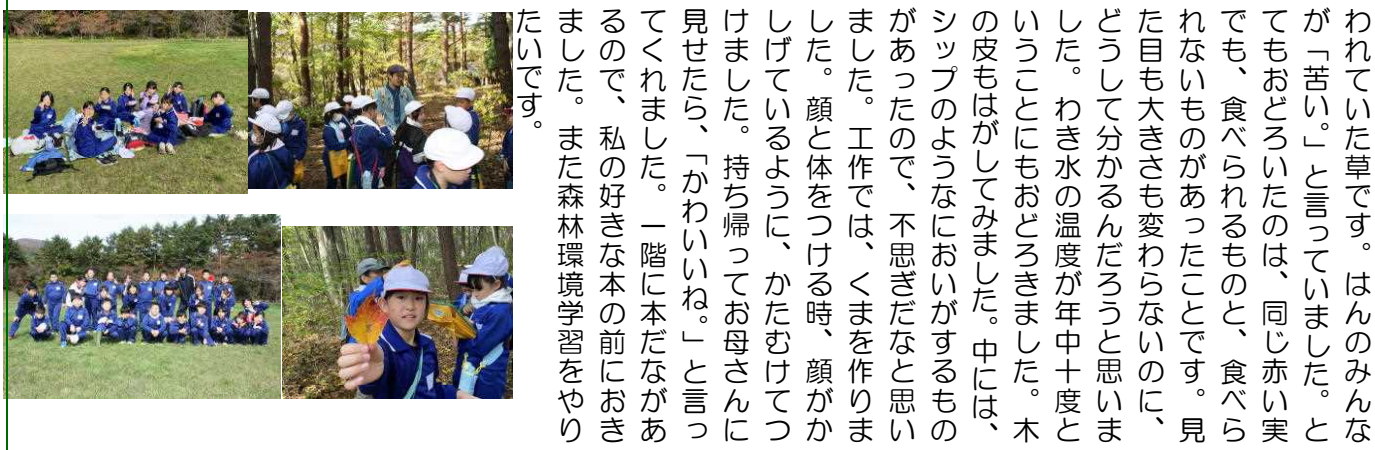 われていた草です。はんのみんな
が「苦い。」と言っていました。と
てもおどろいたのは、同じ赤い実
でも、食べられるものと、食べら
れないものがあったことです。見
た目も大きさも変わらないのに、
どうして分かるんだろうと思いま
した。わき水の温度が年中十度と
いうことにもおどろきました。木
の皮もはがしてみました。中には、
シップのようなにおいがするもの
があったので、不思ぎだなと思い
ました。工作では、くまを作りま
した。顔と体をつける時、顔がか
しげているように、かたむけてつ
けました。持ち帰ってお母さんに
見せたら、「かわいいね。」と言っ
てくれました。一階に本だながあ
るので、私の好きな本の前におき
ました。また森林環境学習をやり
たいです。